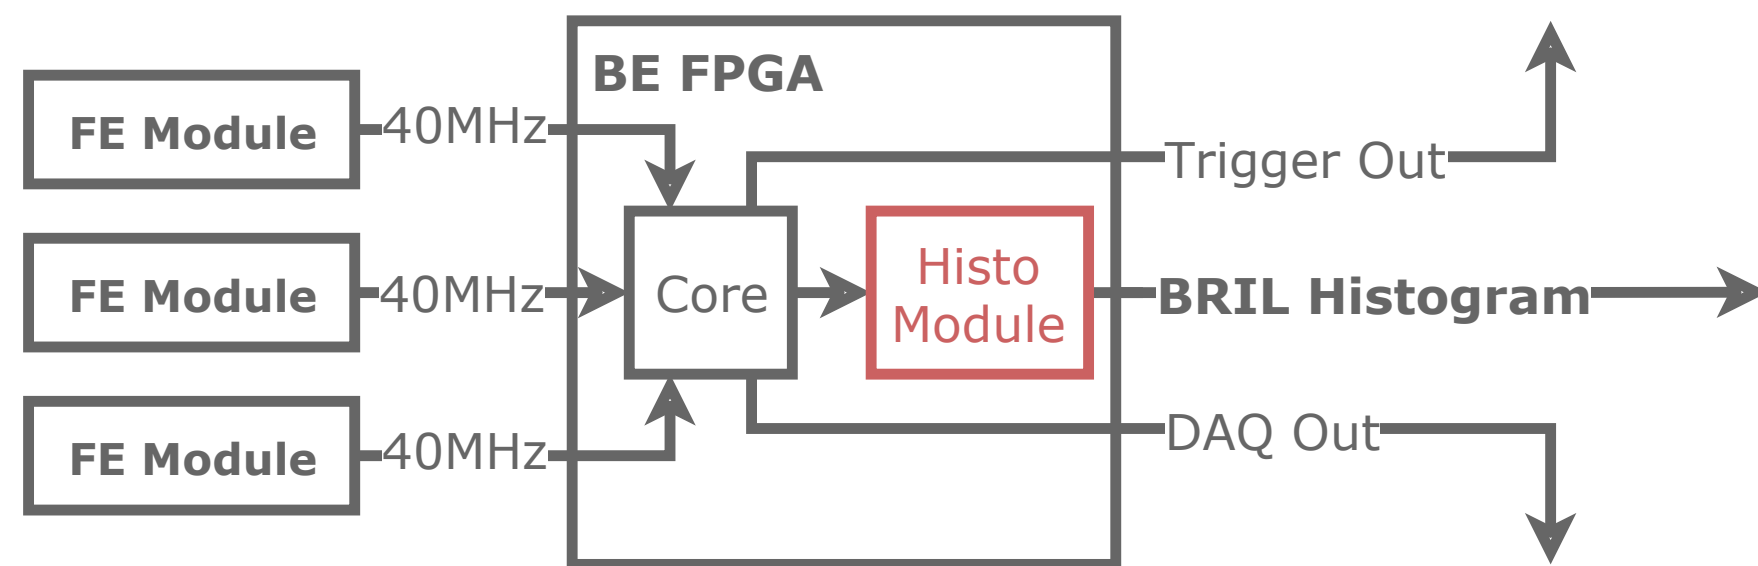 BE FPGA
FE Module
40MHz
Trigger Out
FE Module
40MHz
Core
Histo
Module
BRIL Histogram
FE Module
40MHz
DAQ Out